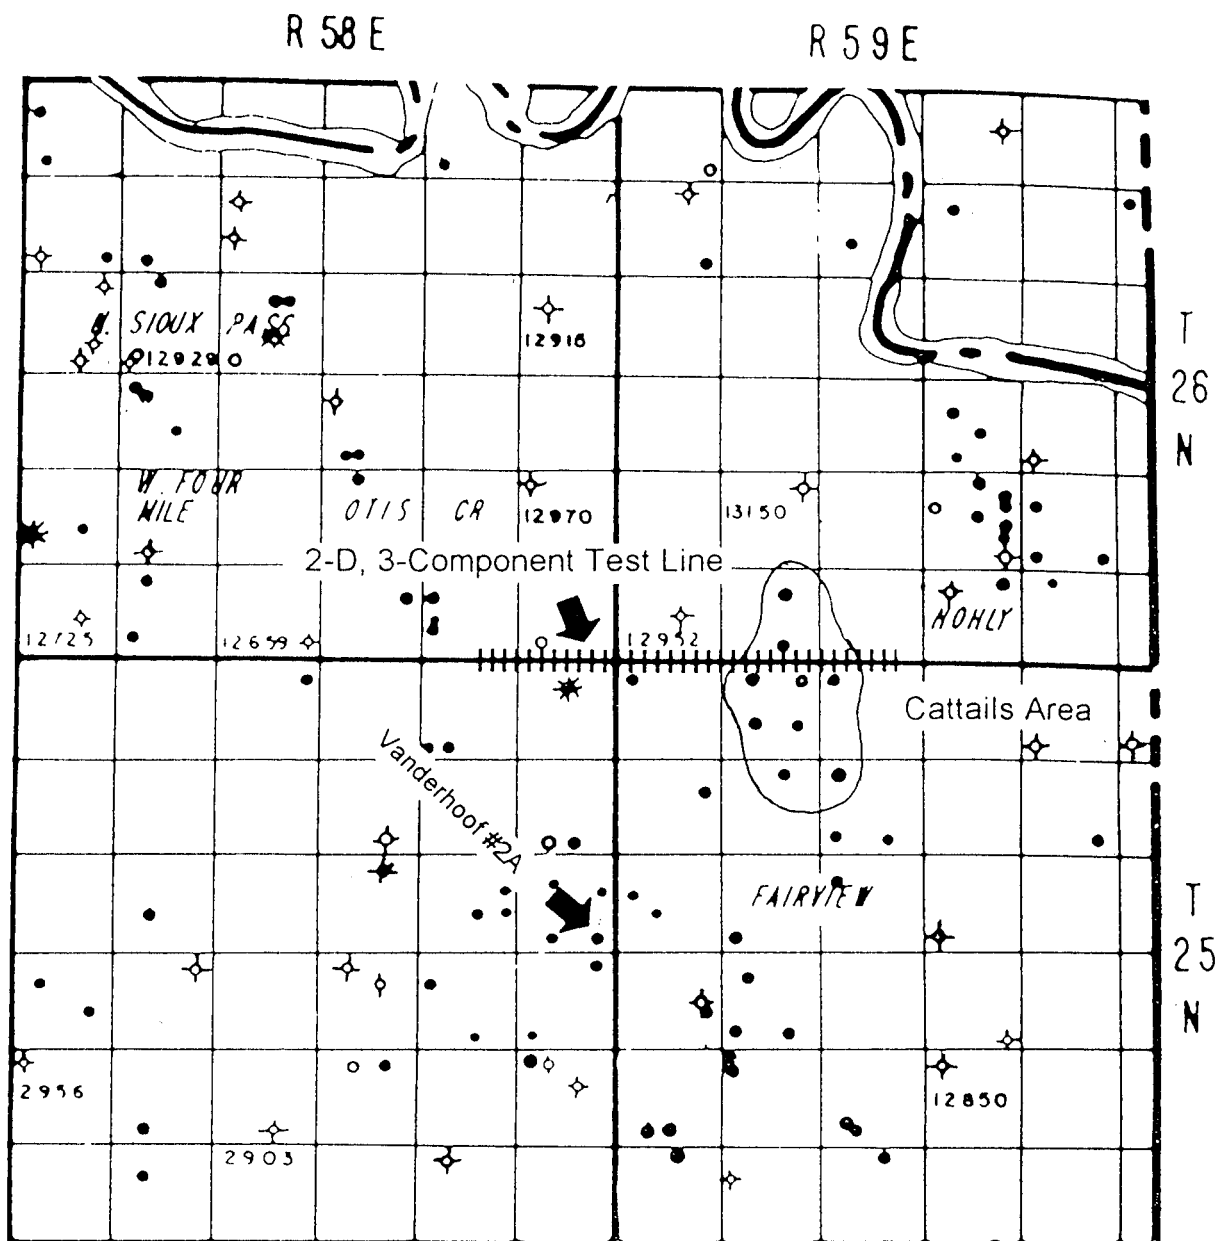 R 58 E
R 59 E
SIOUX PASS
12918
12929
T
26
N
W. FOUR
MILE
OTIS CR
12970
13150
2-D, 3-Component Test Line
NOHLY
12725
12659
12952
Cattails Area
Vanderhoof #2A
FAIRVIEW
T
25
N
2956
12850
2903